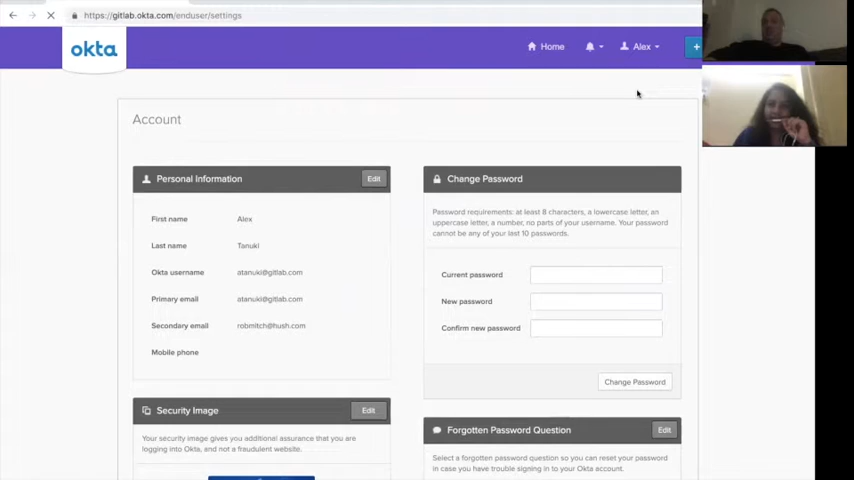 https://gitlab.okta.com/enduser/settings
okta
Home
Alex
+
Account
Personal Information
Edit
First name Alex
Last name Tanuki
Okta username atanuki@gitlab.com
Primary email atanuki@gitlab.com
Secondary email robmitch@hush.com
Mobile phone
Change Password
Password requirements: at least 8 characters, a lowercase letter, an
uppercase letter, a number, no parts of your username. Your password
cannot be any of your last 10 passwords.
Current password
New password
Confirm new password
Change Password
Security Image
Edit
Your security image gives you additional assurance that you are
logging into Okta, and not a fraudulent website.
Forgotten Password Question
Edit
Select a forgotten password question so you can reset your password
in case you have trouble signing in to your Okta account.